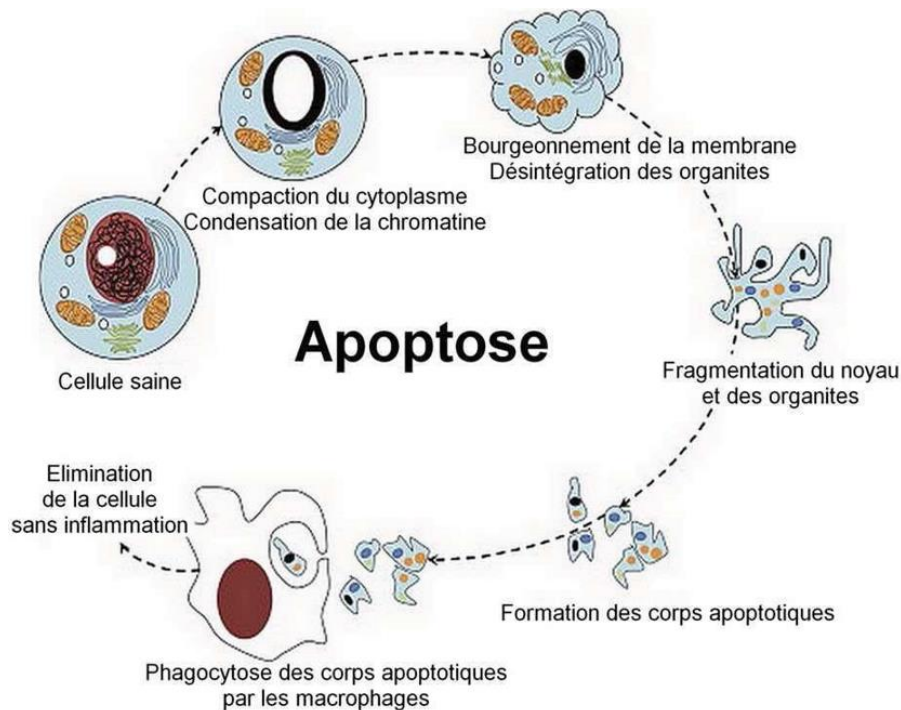 Bourgeonnement de la membrane
Désintégration des organites
Compaction du cytoplasme
Condensation de la chromatine
Cellule saine
Apoptose
Fragmentation du noyau
et des organites
Formation des corps apoptotiques
Phagocytose des corps apoptotiques
par les macrophages
Elimination
de la cellule
sans inflammation